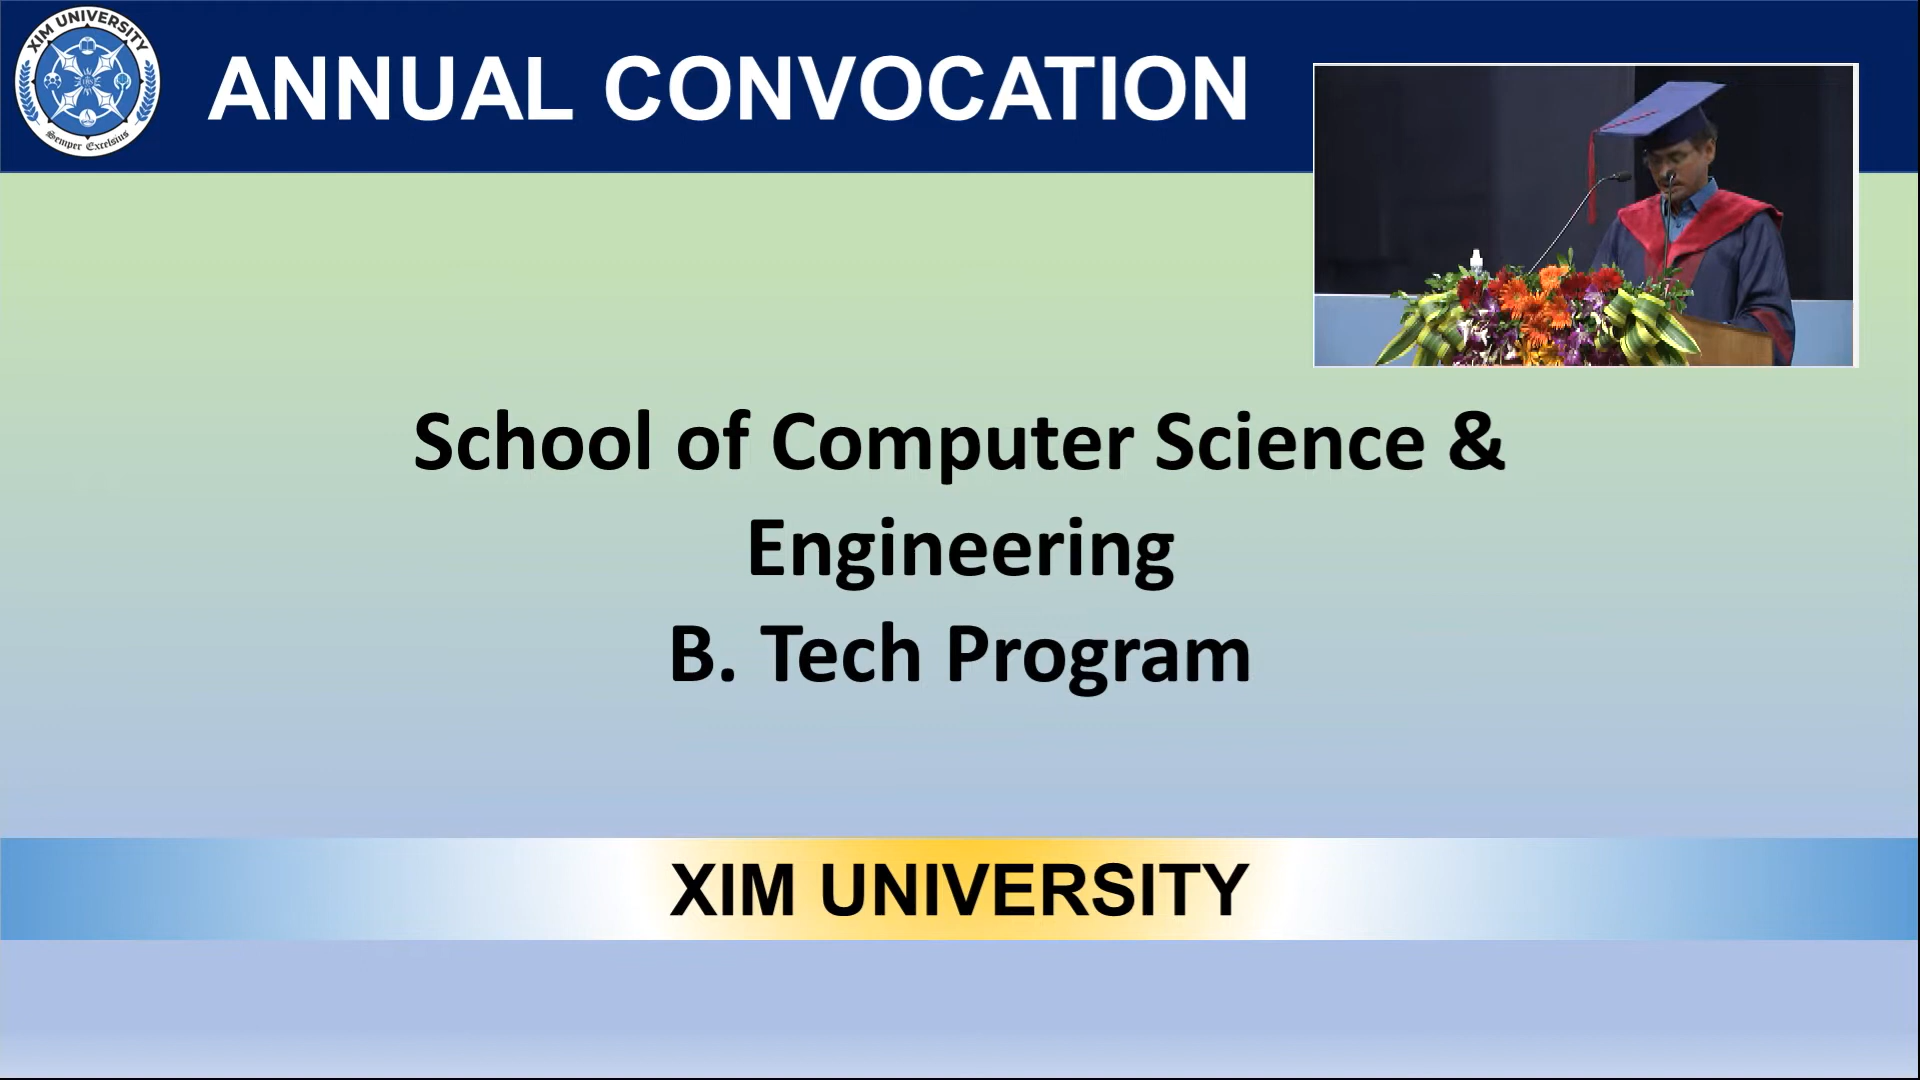 XIM UNIVERSITY
Semper Excelsius
ANNUAL CONVOCATION
School of Computer Science &
Engineering
B. Tech Program
XIM UNIVERSITY